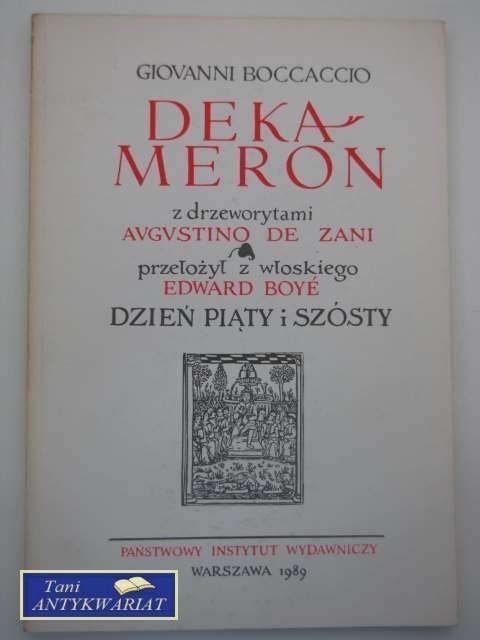 GIOVANNI BOCCACCIO
DEKA
MERON
z drzeworytami
AVGVSTINO DE ZANI
przełożył z włoskiego
EDWARD BOYÉ
DZIEŃ PIĄTY i SZÓSTY
PAŃSTWOWY INSTYTUT WYDAWNICZY
WARSZAWA 1989
Tani
ANTYKWARIAT